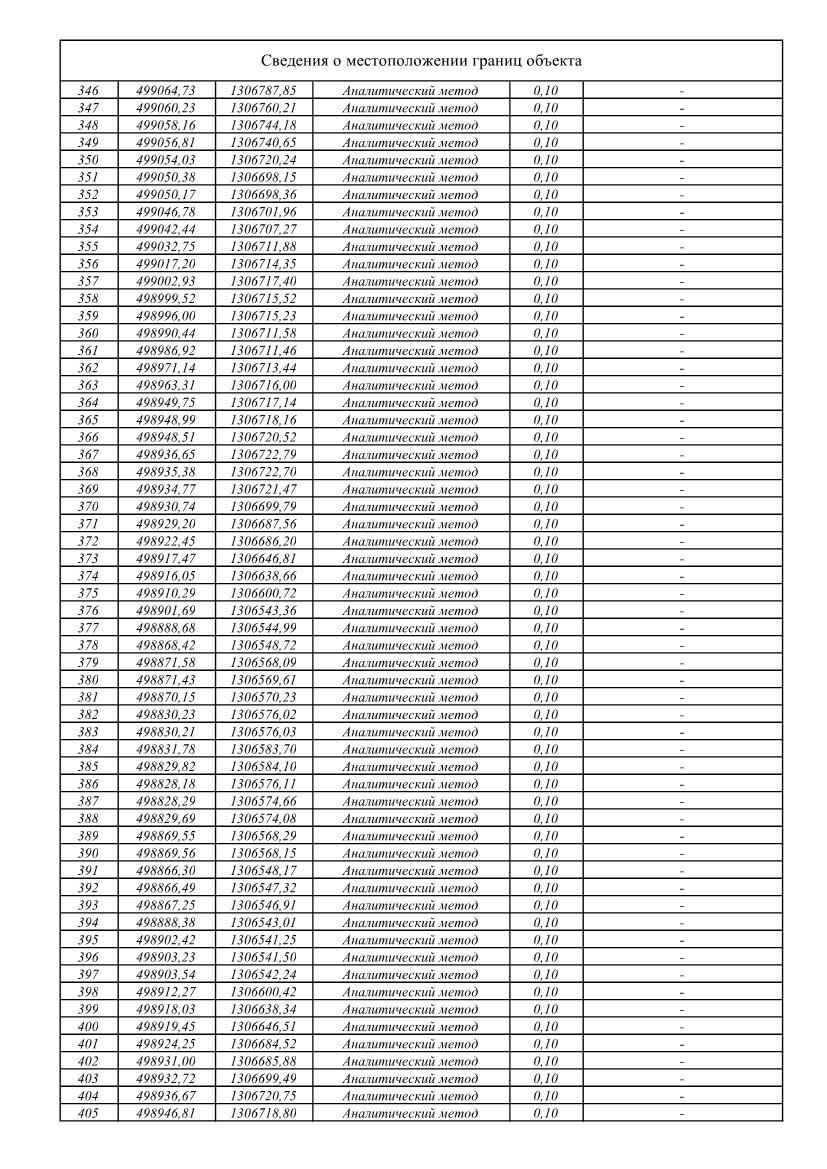 Сведения о местоположении границ объекта
346 499064,73 1306787,85 Аналитический метод 0,10 -
347 499060,23 1306760,21 Аналитический метод 0,10 -
348 499058,16 1306744,18 Аналитический метод 0,10 -
349 499056,81 1306740,65 Аналитический метод 0,10 -
350 499054,03 1306720,24 Аналитический метод 0,10 -
351 499050,38 1306698,15 Аналитический метод 0,10 -
352 499050,17 1306698,36 Аналитический метод 0,10 -
353 499046,78 1306701,96 Аналитический метод 0,10 -
354 499042,44 1306707,27 Аналитический метод 0,10 -
355 499032,75 1306711,88 Аналитический метод 0,10 -
356 499017,20 1306714,35 Аналитический метод 0,10 -
357 499002,93 1306717,40 Аналитический метод 0,10 -
358 498999,52 1306715,52 Аналитический метод 0,10 -
359 498996,00 1306715,23 Аналитический метод 0,10 -
360 498990,44 1306711,58 Аналитический метод 0,10 -
361 498986,92 1306711,46 Аналитический метод 0,10 -
362 498971,14 1306713,44 Аналитический метод 0,10 -
363 498963,31 1306716,00 Аналитический метод 0,10 -
364 498949,75 1306717,14 Аналитический метод 0,10 -
365 498948,99 1306718,16 Аналитический метод 0,10 -
366 498948,51 1306720,52 Аналитический метод 0,10 -
367 498936,65 1306722,79 Аналитический метод 0,10 -
368 498935,38 1306722,70 Аналитический метод 0,10 -
369 498934,77 1306721,47 Аналитический метод 0,10 -
370 498930,74 1306699,79 Аналитический метод 0,10 -
371 498929,20 1306687,56 Аналитический метод 0,10 -
372 498922,45 1306686,20 Аналитический метод 0,10 -
373 498917,47 1306646,81 Аналитический метод 0,10 -
374 498916,05 1306638,66 Аналитический метод 0,10 -
375 498910,29 1306600,72 Аналитический метод 0,10 -
376 498901,69 1306543,36 Аналитический метод 0,10 -
377 498888,68 1306544,99 Аналитический метод 0,10 -
378 498868,42 1306548,72 Аналитический метод 0,10 -
379 498871,58 1306568,09 Аналитический метод 0,10 -
380 498871,43 1306569,61 Аналитический метод 0,10 -
381 498870,15 1306570,23 Аналитический метод 0,10 -
382 498830,23 1306576,02 Аналитический метод 0,10 -
383 498830,21 1306576,03 Аналитический метод 0,10 -
384 498831,78 1306583,70 Аналитический метод 0,10 -
385 498829,82 1306584,10 Аналитический метод 0,10 -
386 498828,18 1306576,11 Аналитический метод 0,10 -
387 498828,29 1306574,66 Аналитический метод 0,10 -
388 498829,69 1306574,08 Аналитический метод 0,10 -
389 498869,55 1306568,29 Аналитический метод 0,10 -
390 498869,56 1306568,15 Аналитический метод 0,10 -
391 498866,30 1306548,17 Аналитический метод 0,10 -
392 498866,49 1306547,32 Аналитический метод 0,10 -
393 498867,25 1306546,91 Аналитический метод 0,10 -
394 498888,38 1306543,01 Аналитический метод 0,10 -
395 498902,42 1306541,25 Аналитический метод 0,10 -
396 498903,23 1306541,50 Аналитический метод 0,10 -
397 498903,54 1306542,24 Аналитический метод 0,10 -
398 498912,27 1306600,42 Аналитический метод 0,10 -
399 498918,03 1306638,34 Аналитический метод 0,10 -
400 498919,45 1306646,51 Аналитический метод 0,10 -
401 498924,25 1306684,52 Аналитический метод 0,10 -
402 498931,00 1306685,88 Аналитический метод 0,10 -
403 498932,72 1306699,49 Аналитический метод 0,10 -
404 498936,67 1306720,75 Аналитический метод 0,10 -
405 498946,81 1306718,80 Аналитический метод 0,10 -